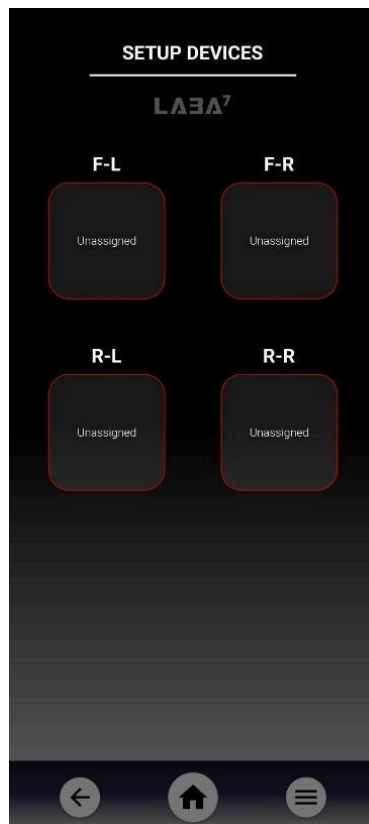 SETUP DEVICES
LABA⁷
F-L
F-R
Unassigned
Unassigned
R-L
R-R
Unassigned
Unassigned